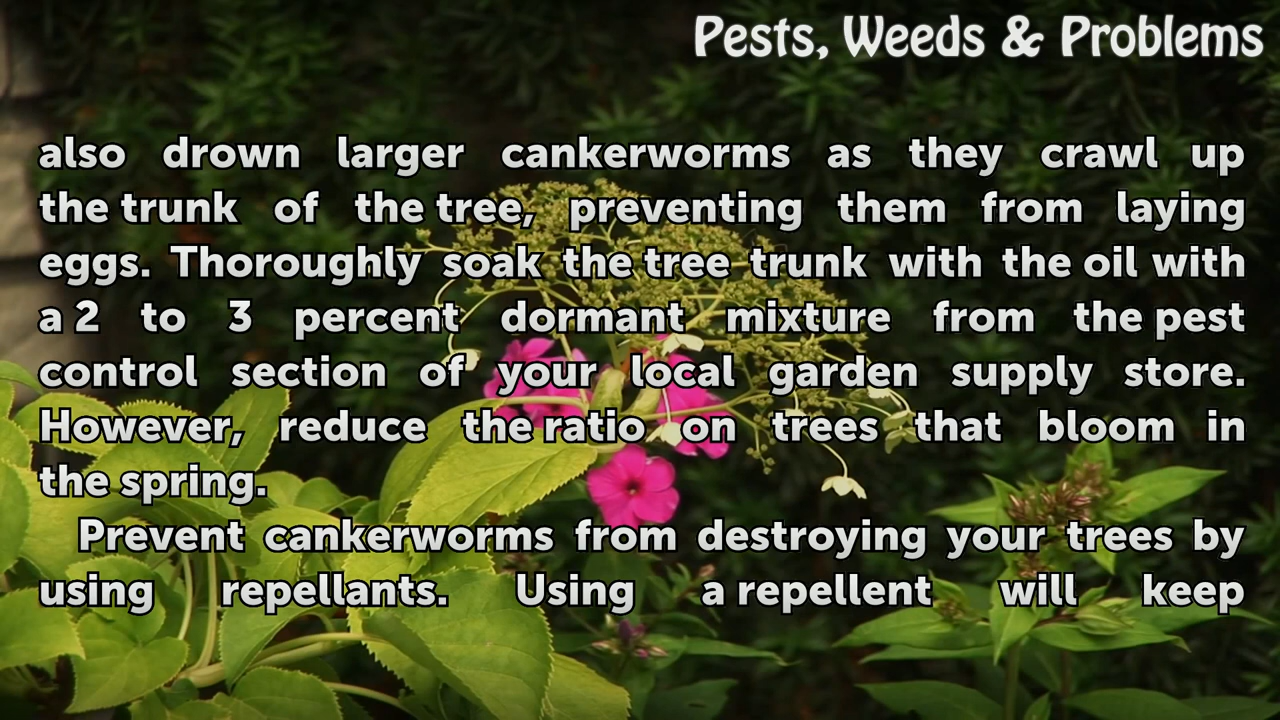 Pests, Weeds & Problems
also drown larger cankerworms as they crawl up
the trunk of the tree, preventing them from laying
eggs. Thoroughly soak the tree trunk with the oil with
a 2 to 3 percent dormant mixture from the pest
control section of your local garden supply store.
However, reduce the ratio on trees that bloom in
the spring.
Prevent cankerworms from destroying your trees by
using repellants. Using a repellent will keep